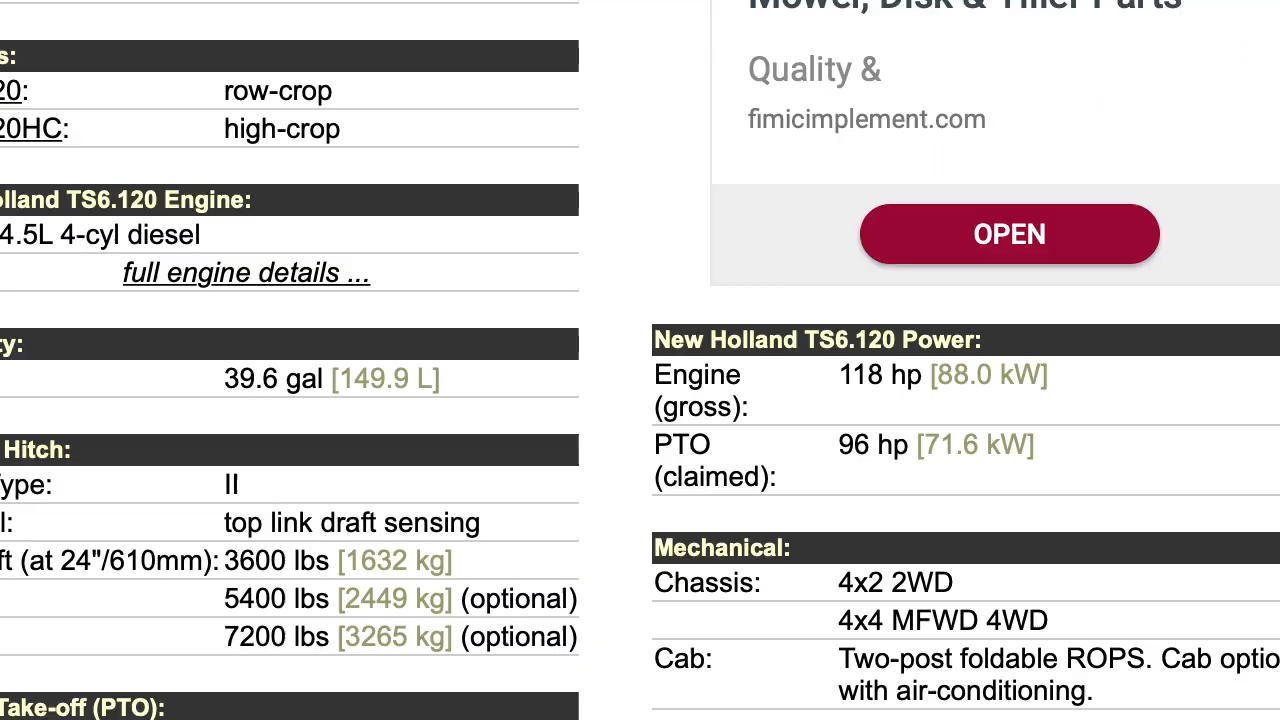 s:
20: row-crop
20HC: high-crop
olland TS6.120 Engine:
4.5L 4-cyl diesel
full engine details ...
ty:
39.6 gal [149.9 L]
Hitch:
ype: II
l: top link draft sensing
ft (at 24"/610mm): 3600 lbs [1632 kg]
5400 lbs [2449 kg] (optional)
7200 lbs [3265 kg] (optional)
Take-off (PTO):
Mower, Disk & Tiller Parts
Quality &
fimicimplement.com
OPEN
New Holland TS6.120 Power:
Engine 118 hp [88.0 kW]
(gross):
PTO 96 hp [71.6 kW]
(claimed):
Mechanical:
Chassis: 4x2 2WD
4x4 MFWD 4WD
Cab: Two-post foldable ROPS. Cab optio
with air-conditioning.